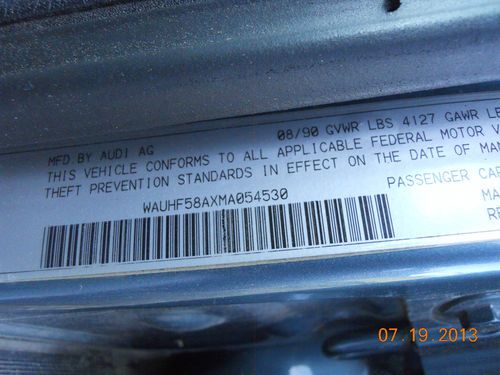 MFD.BY AUDI AG 08/90 GVWR LBS 4127 GAWR
THIS VEHICLE CONFORMS TO ALL APPLICABLE FEDERAL MOTOR
THEFT PREVENTION STANDARDS IN EFFECT ON THE DATE OF
WAUHF58AXMA054530 PASSENGER
07.19.2013